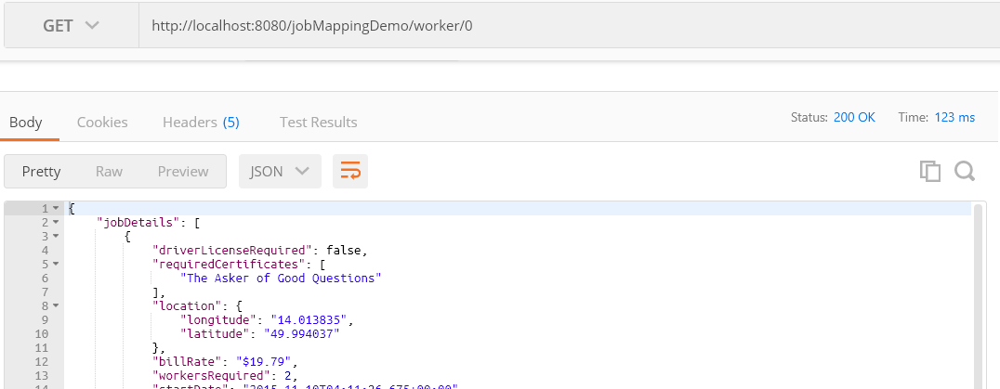 GET http://localhost:8080/jobMappingDemo/worker/0
Body Cookies Headers (5) Test Results Status: 200 OK Time: 123 ms
Pretty Raw Preview JSON
1 {
2 "jobDetails": [
3 {
4 "driverLicenseRequired": false,
5 "requiredCertificates": [
6 "The Asker of Good Questions"
7 ],
8 "location": {
9 "longitude": "14.013835",
10 "latitude": "49.994037"
11 },
12 "billRate": "$19.79",
13 "workersRequired": 2,
14 "startDate": "2015-11-10T04:11:26.675+00:00"